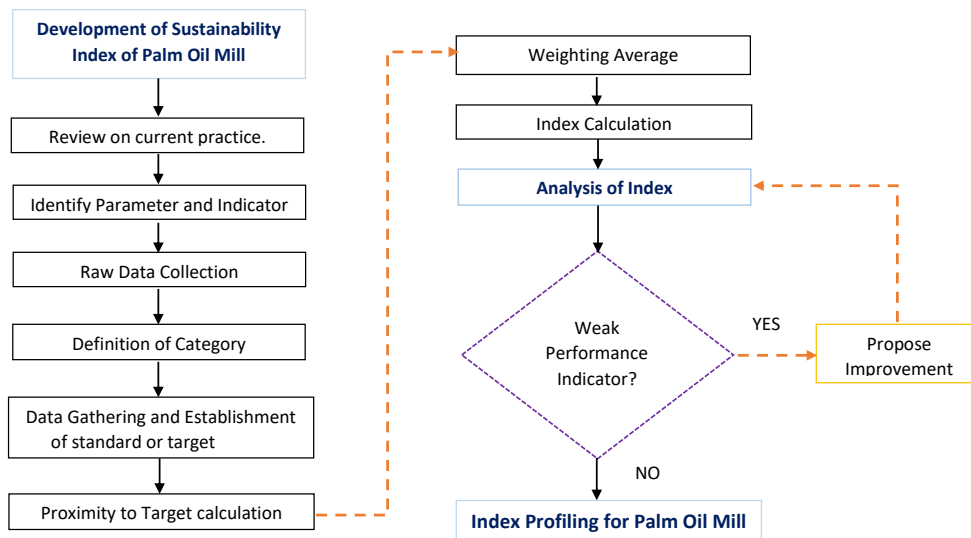 Development of Sustainability
Index of Palm Oil Mill
Review on current practice.
Identify Parameter and Indicator
Raw Data Collection
Definition of Category
Data Gathering and Establishment
of standard or target
Proximity to Target calculation
Weighting Average
Index Calculation
Analysis of Index
Weak
Performance
Indicator?
YES
Propose
Improvement
NO
Index Profiling for Palm Oil Mill